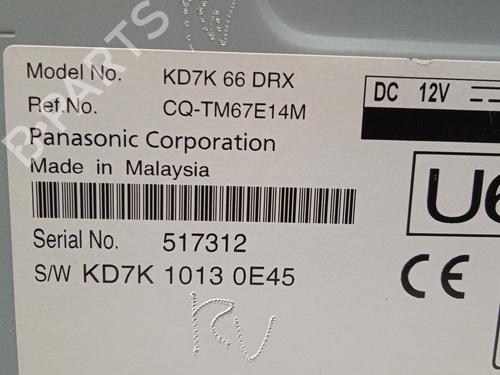 Model No. KD7K 66 DRX
Ref.No. CQ-TM67E14M
Panasonic Corporation
Made in Malaysia
Serial No. 517312
S/W KD7K 1013 0E45
DC 12V
CE
RV
B-PARTS